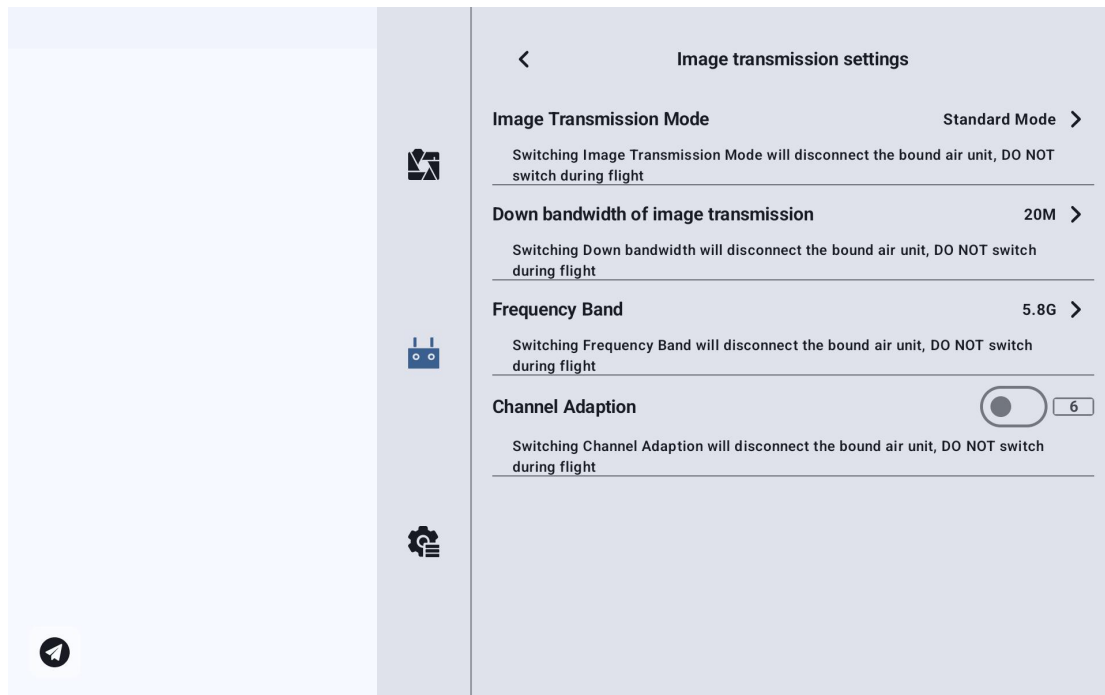 Image transmission settings
Image Transmission Mode
Standard Mode
Switching Image Transmission Mode will disconnect the bound air unit, DO NOT
switch during flight
Down bandwidth of image transmission
20M
Switching Down bandwidth will disconnect the bound air unit, DO NOT switch
during flight
Frequency Band
5.8G
Switching Frequency Band will disconnect the bound air unit, DO NOT switch
during flight
Channel Adaption
6
Switching Channel Adaption will disconnect the bound air unit, DO NOT switch
during flight